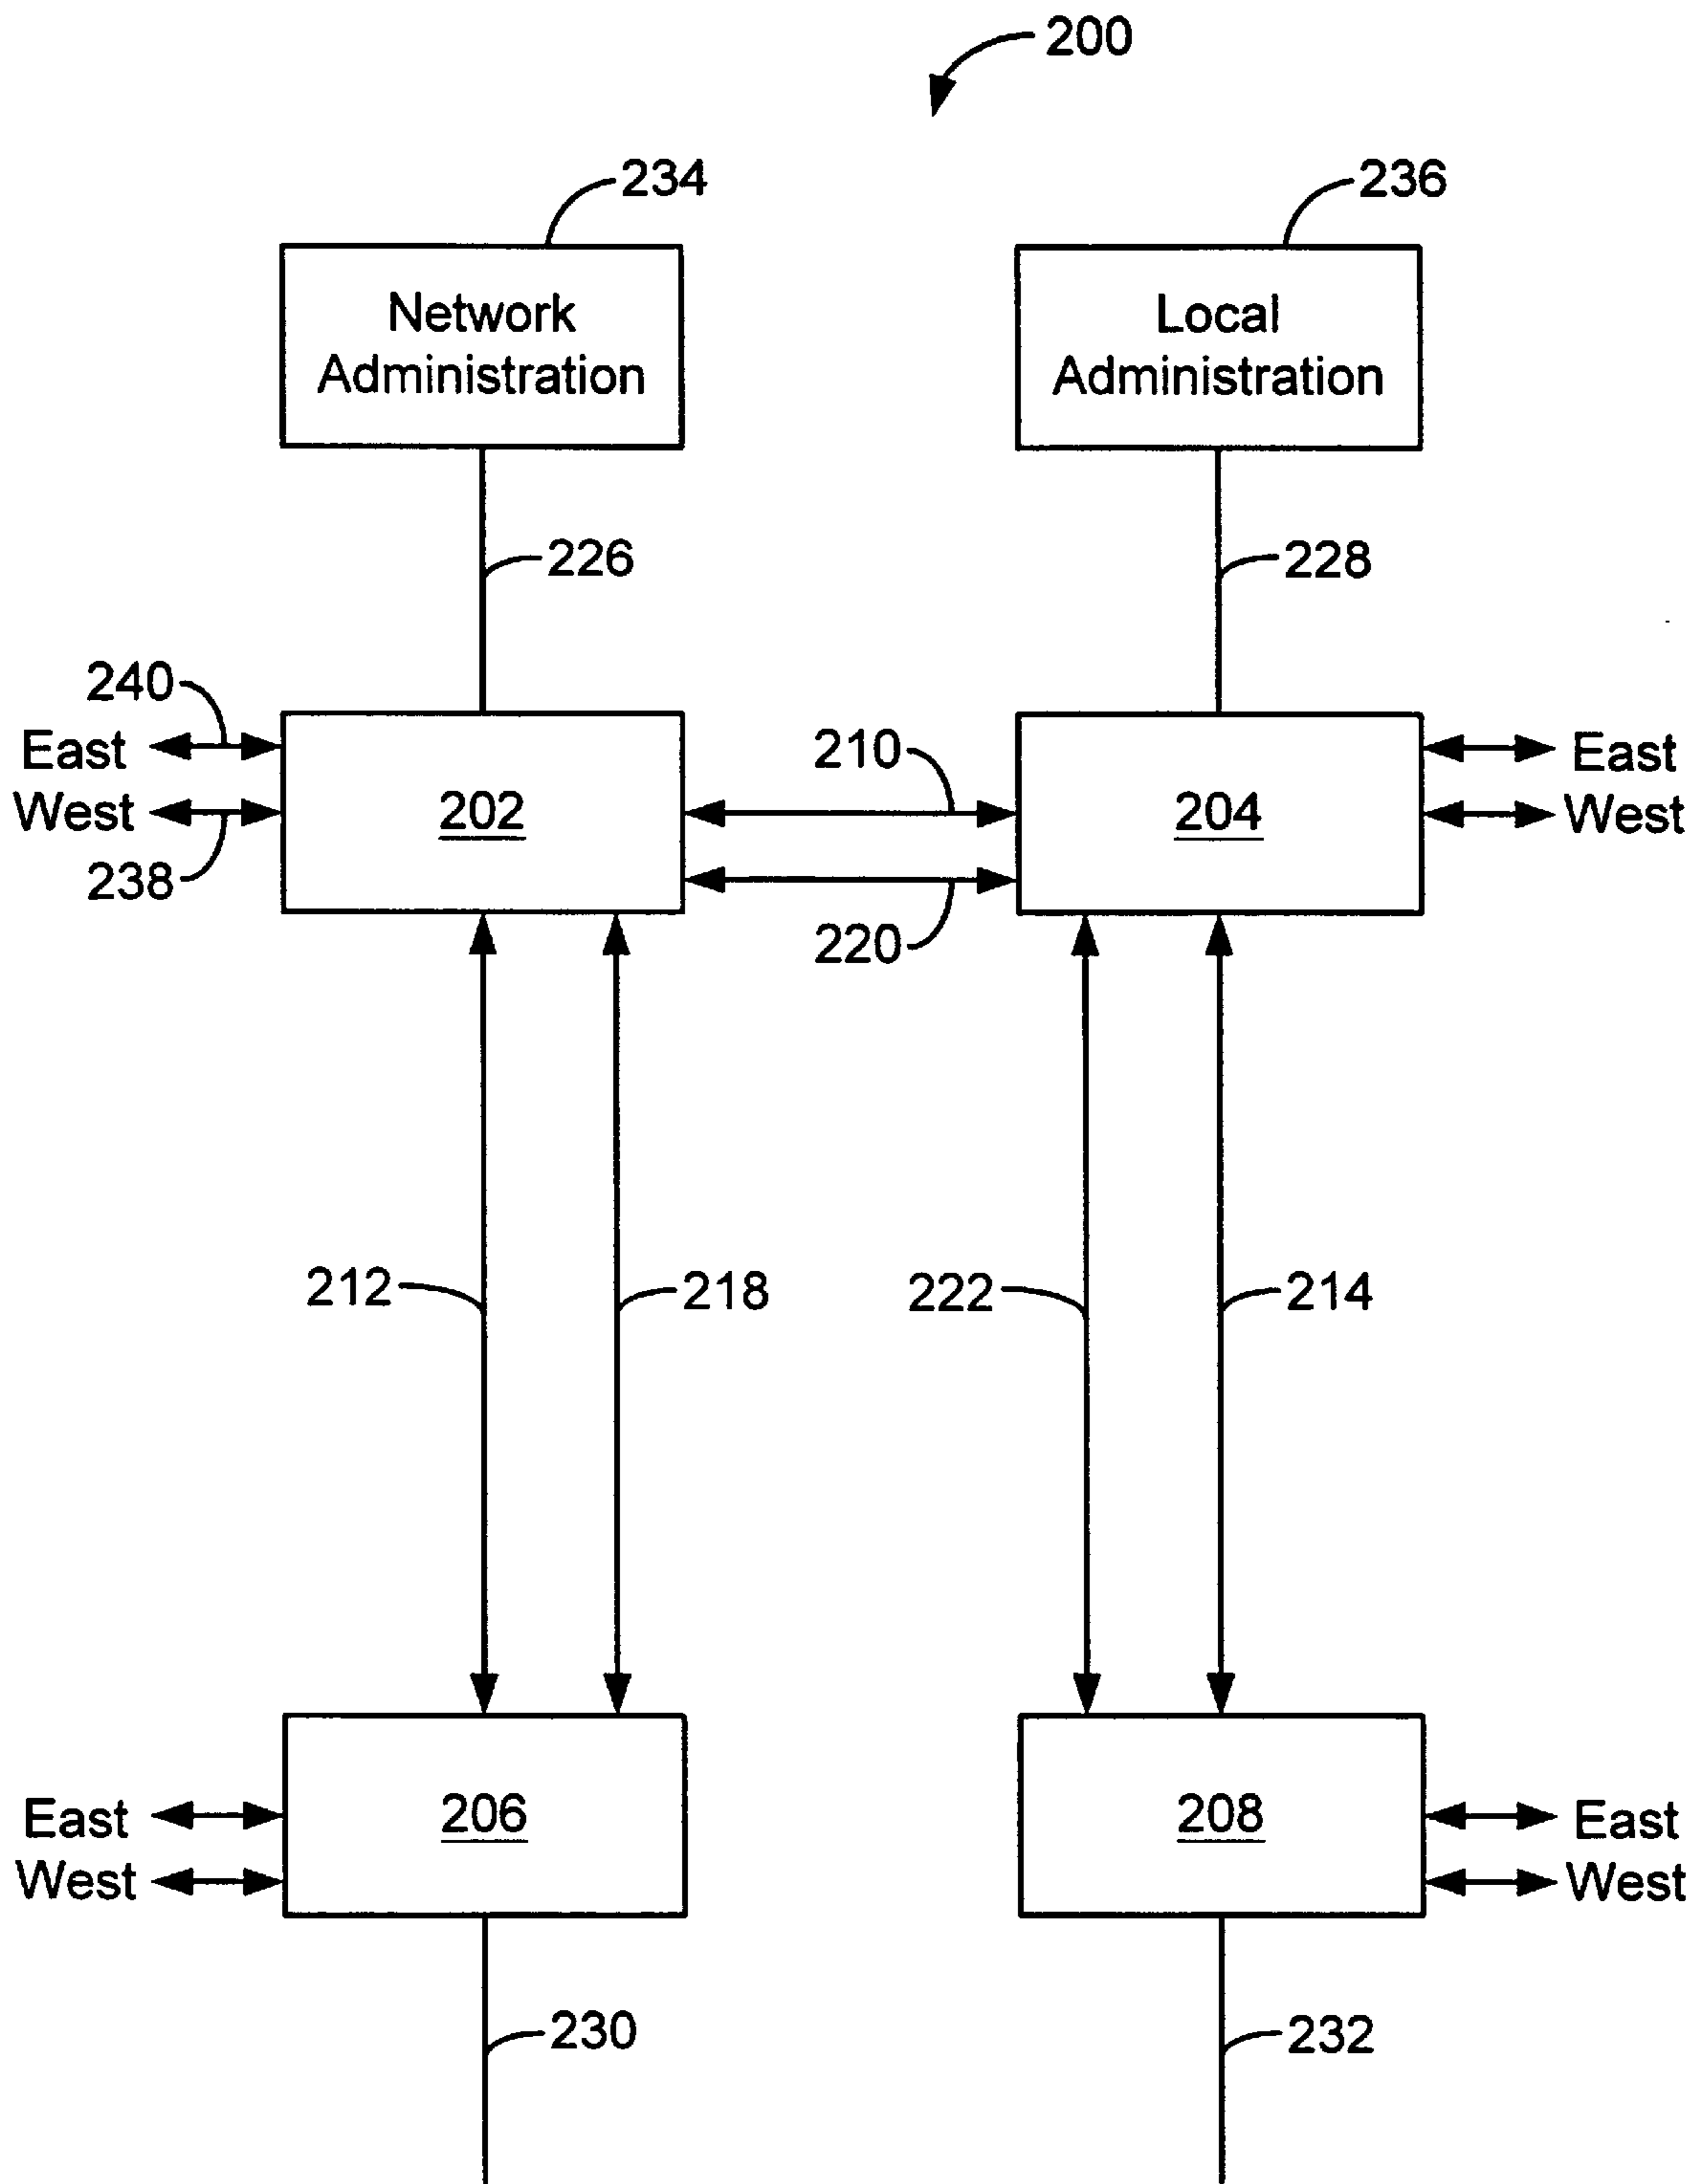 200
234
236
Network
Administration
Local
Administration
226
228
240
East
West
238
202
210
220
204
East
West
212
218
222
214
East
West
206
208
East
West
230
232